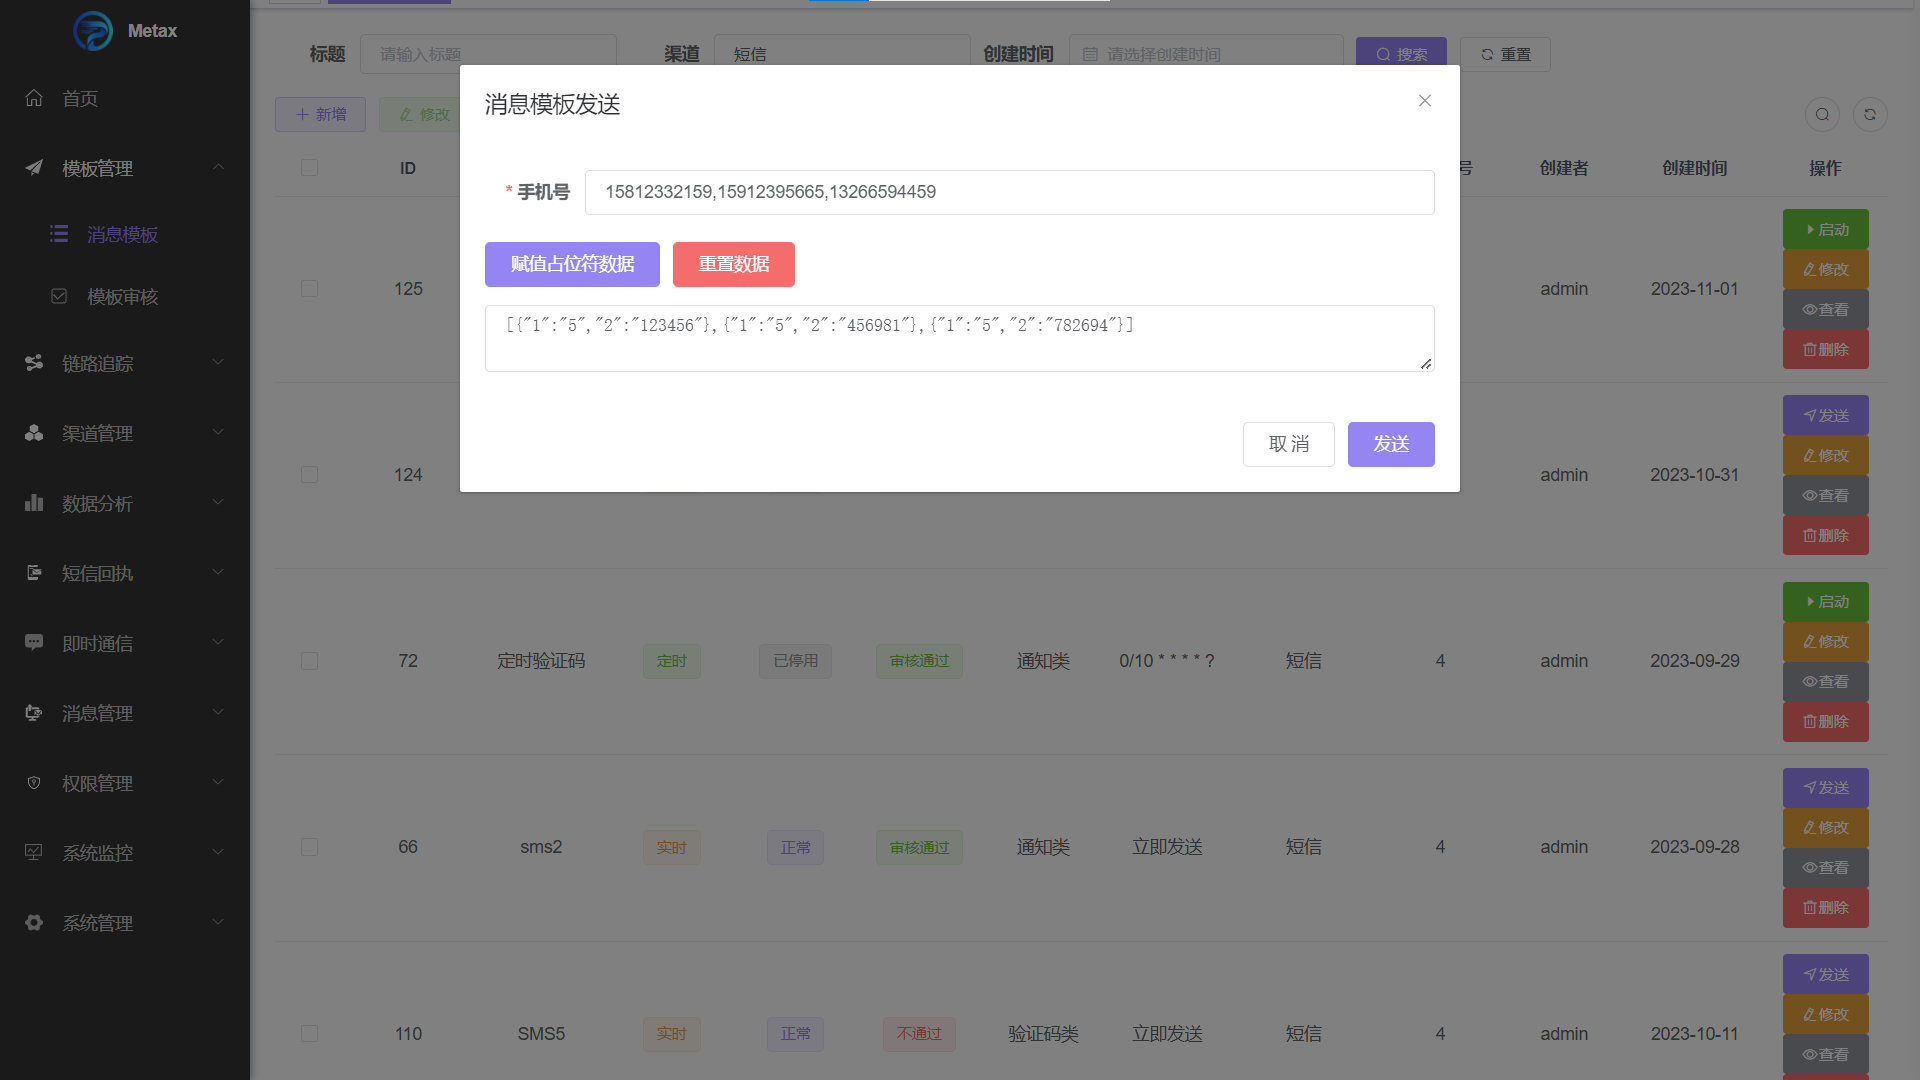 Metax
首页
模板管理
消息模板
模板审核
链路追踪
渠道管理
数据分析
短信回执
即时通信
消息管理
权限管理
系统监控
系统管理
标题 请输入标题 渠道 短信 创建时间 请选择创建时间 搜索 重置
新增 修改
消息模板发送
* 手机号 15812332159,15912395665,13266594459
赋值占位符数据 重置数据
[{"1":"5","2":"123456"},{"1":"5","2":"456981"},{"1":"5","2":"782694"}]
取 消 发送
ID 号 创建者 创建时间 操作
125 admin 2023-11-01 启动 修改 查看 删除
124 admin 2023-10-31 发送 修改 查看 删除
72 定时验证码 定时 已停用 审核通过 通知类 0/10 * * * * ? 短信 4 admin 2023-09-29 启动 修改 查看 删除
66 sms2 实时 正常 审核通过 通知类 立即发送 短信 4 admin 2023-09-28 发送 修改 查看 删除
110 SMS5 实时 正常 不通过 验证码类 立即发送 短信 4 admin 2023-10-11 发送 修改 查看